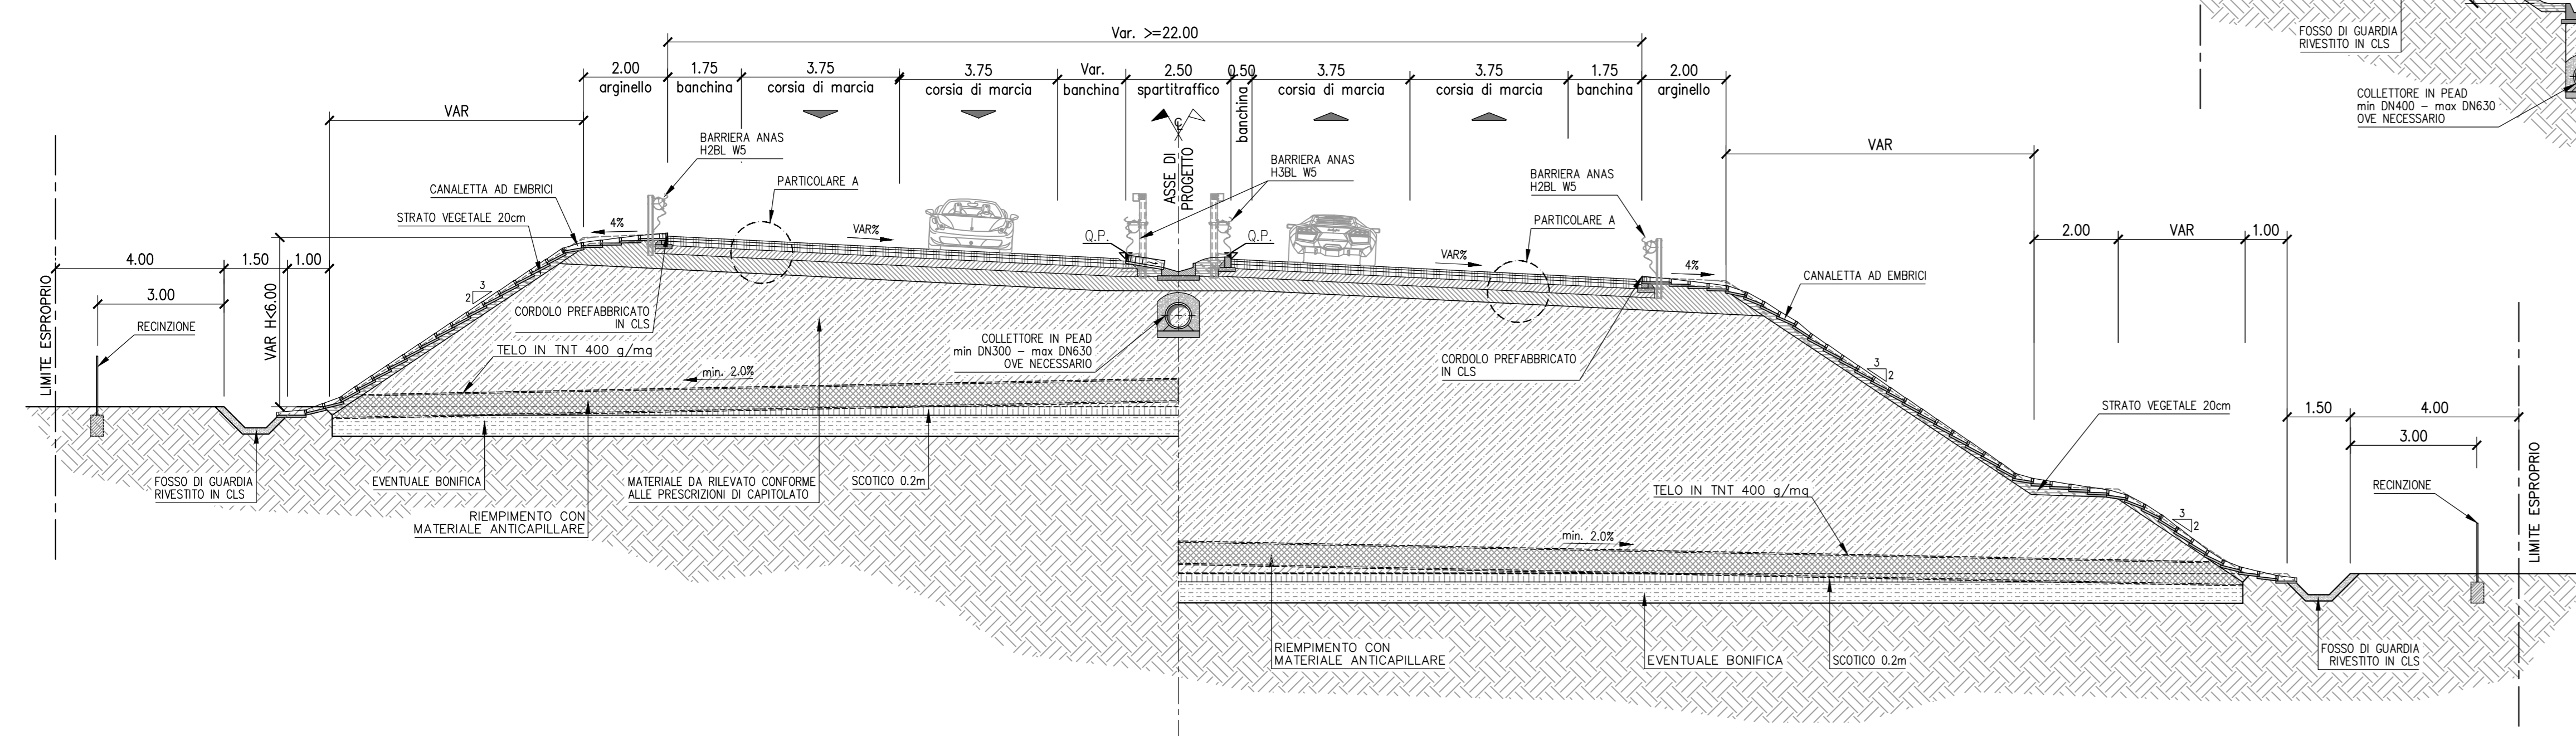 Var. >=22.00
2.00
arginello
1.75
banchina
3.75
corsia di marcia
3.75
corsia di marcia
Var.
banchina
2.50
spartitraffico
0.50
banchina
3.75
corsia di marcia
3.75
corsia di marcia
1.75
banchina
2.00
arginello
FOSSO DI GUARDIA
RIVESTITO IN CLS
COLLETTORE IN PEAD
min DN400 – max DN630
OVE NECESSARIO
VAR
VAR
BARRIERA ANAS
H2BL W5
PARTICOLARE A
ASSE DI
PROGETTO
BARRIERA ANAS
H3BL W5
BARRIERA ANAS
H2BL W5
PARTICOLARE A
CANALETTA AD EMBRICI
STRATO VEGETALE 20cm
4%
VAR%
Q.P.
Q.P.
VAR%
4%
CANALETTA AD EMBRICI
2.00
VAR
1.00
LIMITE ESPROPRIO
4.00
1.50
1.00
3.00
RECINZIONE
VAR H<6.00
3
2
CORDOLO PREFABBRICATO
IN CLS
TELO IN TNT 400 g/mq
min. 2.0%
COLLETTORE IN PEAD
min DN300 – max DN630
OVE NECESSARIO
CORDOLO PREFABBRICATO
IN CLS
3
2
STRATO VEGETALE 20cm
1.50
4.00
3.00
RECINZIONE
LIMITE ESPROPRIO
FOSSO DI GUARDIA
RIVESTITO IN CLS
EVENTUALE BONIFICA
MATERIALE DA RILEVATO CONFORME
ALLE PRESCRIZIONI DI CAPITOLATO
SCOTICO 0.2m
RIEMPIMENTO CON
MATERIALE ANTICAPILLARE
TELO IN TNT 400 g/mq
min. 2.0%
3
2
RIEMPIMENTO CON
MATERIALE ANTICAPILLARE
EVENTUALE BONIFICA
SCOTICO 0.2m
FOSSO DI GUARDIA
RIVESTITO IN CLS